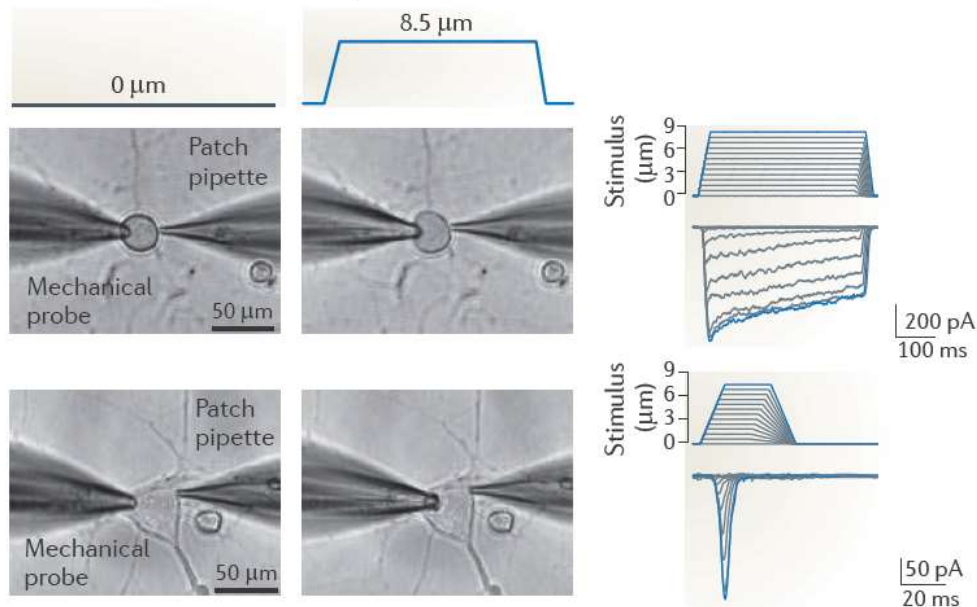 0 μm
8.5 μm
Patch
pipette
Mechanical
probe
50 μm
Stimulus
(μm)
9
6
3
0
200 pA
100 ms
Patch
pipette
Mechanical
probe
50 μm
Stimulus
(μm)
9
6
3
0
50 pA
20 ms